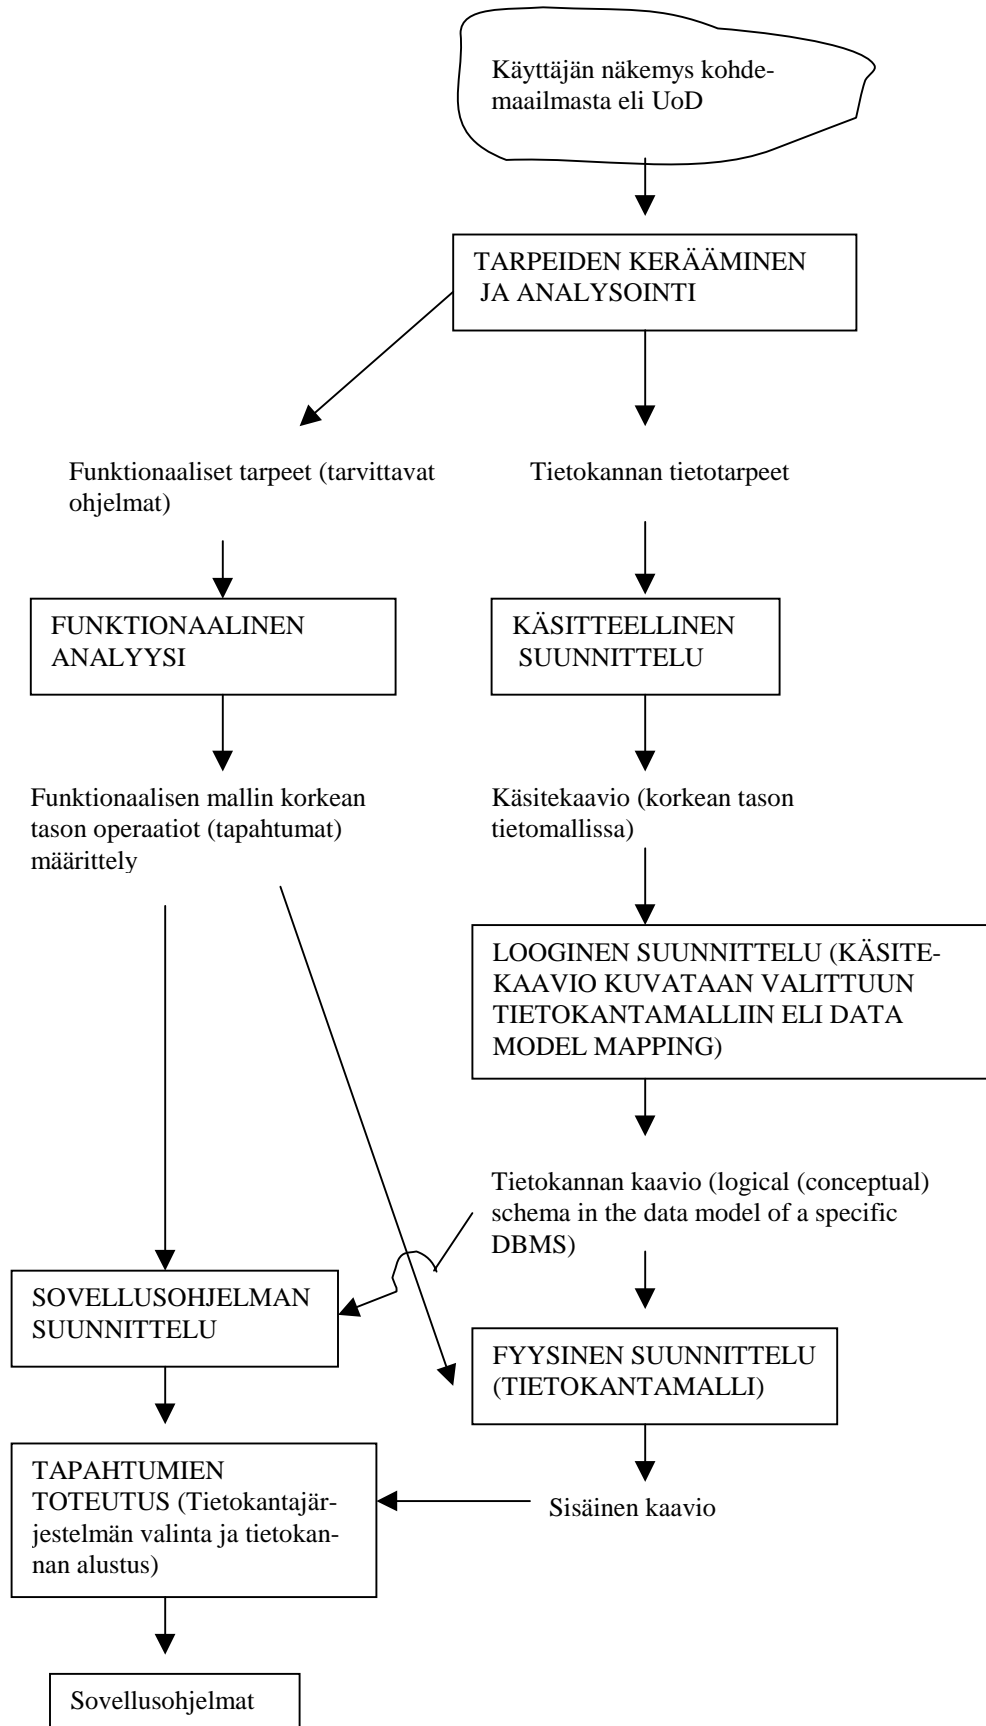 Käyttäjän näkemys kohde-
maailmasta eli UoD
TARPEIDEN KERÄÄMINEN
JA ANALYSOINTI
Funktionaaliset tarpeet (tarvittavat
ohjelmat)
Tietokannan tietotarpeet
FUNKTIONAALINEN
ANALYYSI
KÄSITTEELLINEN
SUUNNITTELU
Funktionaalisen mallin korkean
tason operaatiot (tapahtumat)
määrittely
Käsitekaavio (korkean tason
tietomallissa)
LOOGINEN SUUNNITTELU (KÄSITE-
KAAVIO KUVATAAN VALITTUUN
TIETOKANTAMALLIIN ELI DATA
MODEL MAPPING)
Tietokannan kaavio (logical (conceptual)
schema in the data model of a specific
DBMS)
SOVELLUSOHJELMAN
SUUNNITTELU
FYYSINEN SUUNNITTELU
(TIETOKANTAMALLI)
TAPAHTUMIEN
TOTEUTUS (Tietokantajär-
jestelmän valinta ja tietokan-
nan alustus)
Sisäinen kaavio
Sovellusohjelmat